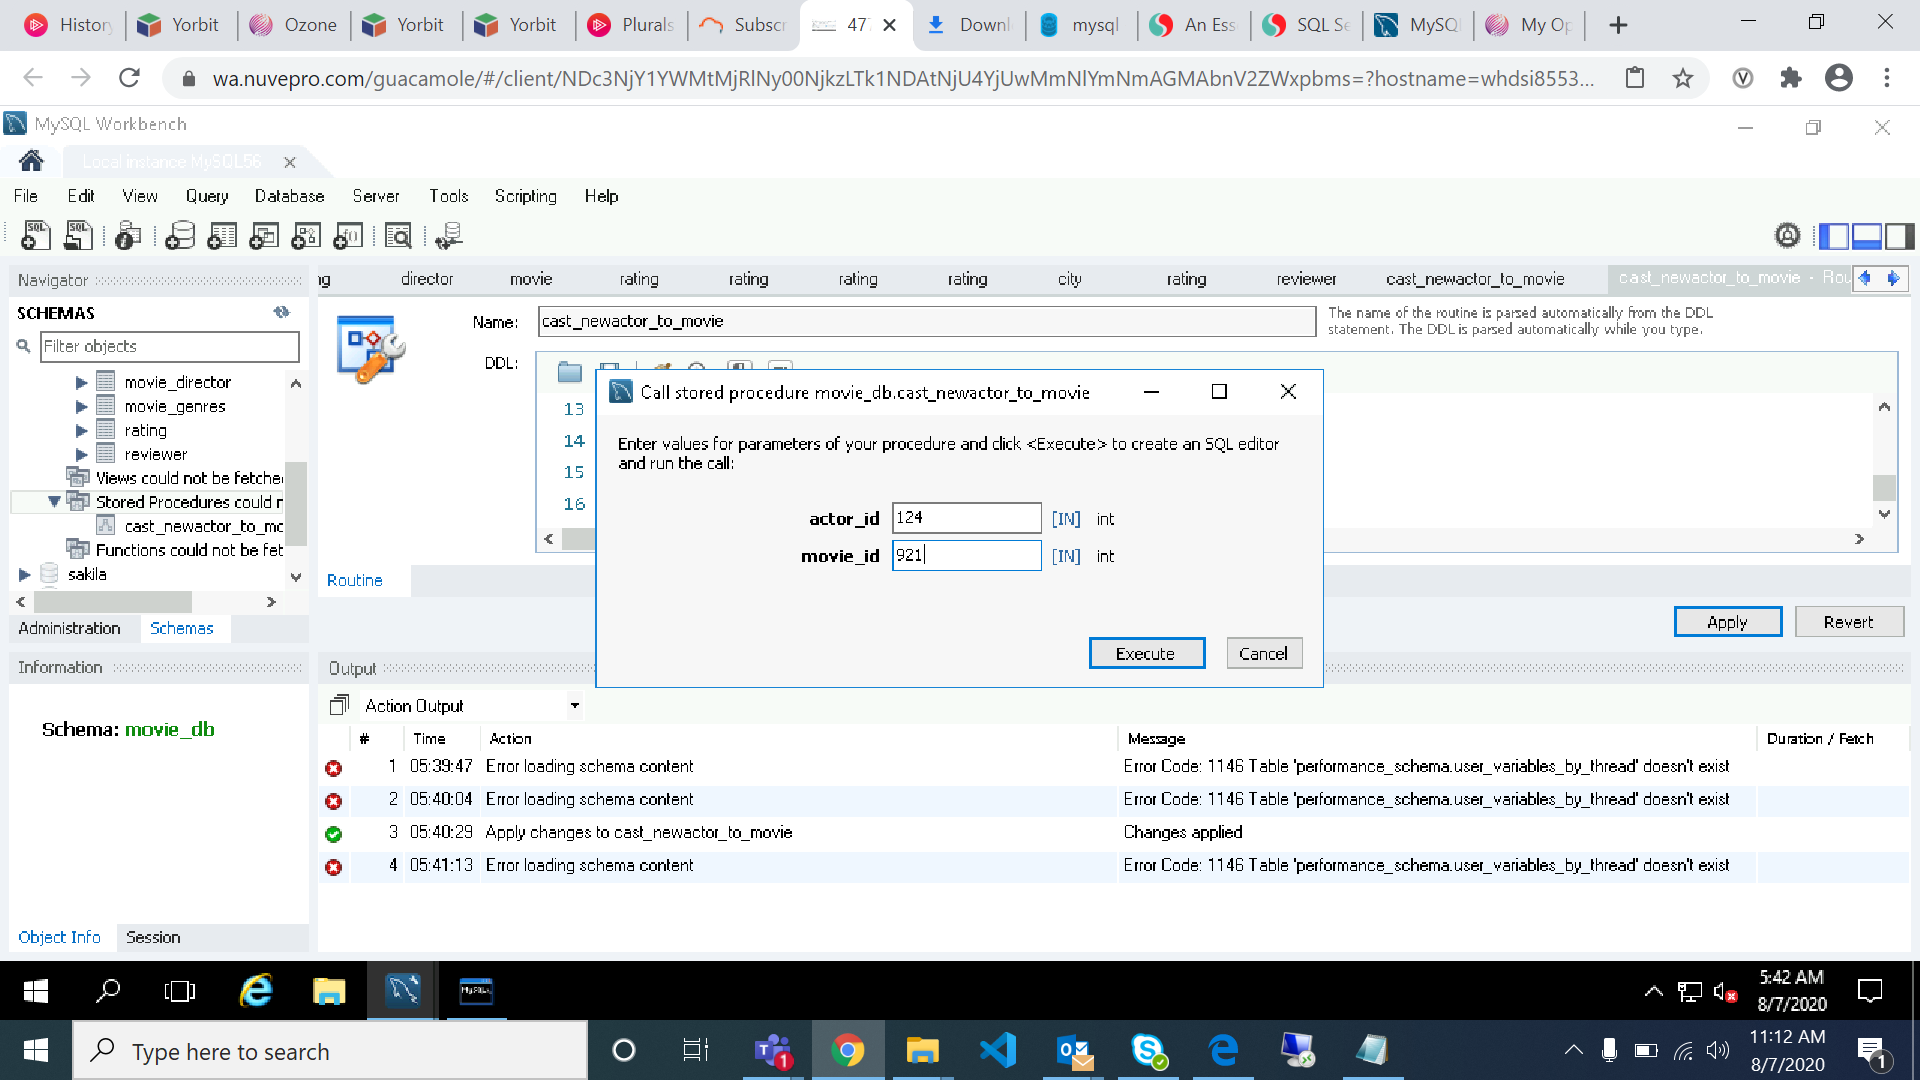 Histor
Yorbit
Ozone
Yorbit
Yorbit
Plurals
Subscr
47
Downl
mysql
An Ess
SQL Se
MySQ
My Op
wa.nuvepro.com/guacamole/#/client/NDc3NjY1YWMtMjRlNy00NjkzLTk1NDAtNjU4YjUwMmNlYmNmAGMAbnV2ZWxpbms=?hostname=whdsi8553...
MySQL Workbench
Local instance MySQL56
File Edit View Query Database Server Tools Scripting Help
Navigator
ng director movie rating rating rating rating city rating reviewer cast_newactor_to_movie cast_newactor_to_movie - Rou
SCHEMAS
Filter objects
movie_director
movie_genres
rating
reviewer
Views could not be fetche
Stored Procedures could n
cast_newactor_to_mo
Functions could not be fet
sakila
Administration Schemas
Name: cast_newactor_to_movie
The name of the routine is parsed automatically from the DDL
statement. The DDL is parsed automatically while you type.
DDL:
13
14
15
16
Call stored procedure movie_db.cast_newactor_to_movie
Enter values for parameters of your procedure and click <Execute> to create an SQL editor
and run the call:
actor_id 124 [IN] int
movie_id 921 [IN] int
Execute Cancel
Routine
Apply Revert
Information
Schema: movie_db
Object Info Session
Output
Action Output
# Time Action Message Duration / Fetch
1 05:39:47 Error loading schema content Error Code: 1146 Table 'performance_schema.user_variables_by_thread' doesn't exist
2 05:40:04 Error loading schema content Error Code: 1146 Table 'performance_schema.user_variables_by_thread' doesn't exist
3 05:40:29 Apply changes to cast_newactor_to_movie Changes applied
4 05:41:13 Error loading schema content Error Code: 1146 Table 'performance_schema.user_variables_by_thread' doesn't exist
5:42 AM
8/7/2020
Type here to search
1
11:12 AM
8/7/2020
1